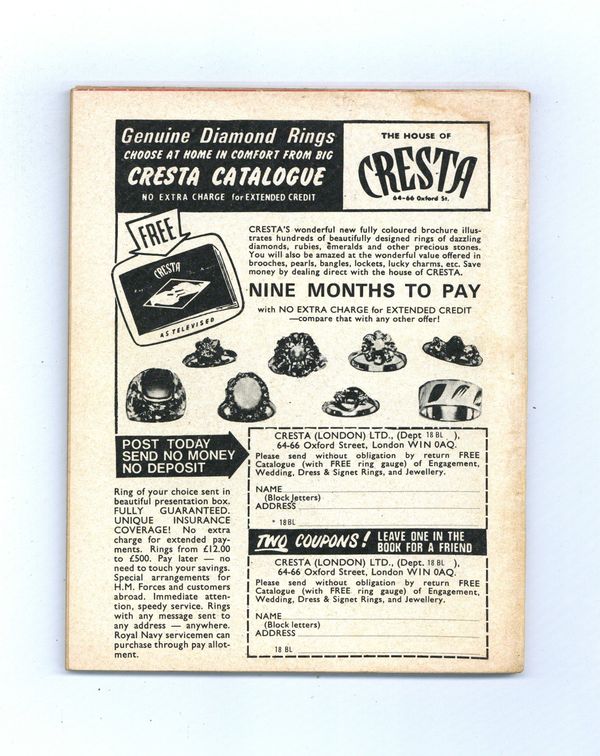 Genuine Diamond Rings
CHOOSE AT HOME IN COMFORT FROM BIG
CRESTA CATALOGUE
NO EXTRA CHARGE for EXTENDED CREDIT
THE HOUSE OF
CRESTA
64-66 Oxford St.
FREE
CRESTA
AS TELEVISED
CRESTA'S wonderful new fully coloured brochure illus-
trates hundreds of beautifully designed rings of dazzling
diamonds, rubies, emeralds and other precious stones.
You will also be amazed at the wonderful value offered in
brooches, pearls, bangles, lockets, lucky charms, etc. Save
money by dealing direct with the house of CRESTA.
NINE MONTHS TO PAY
with NO EXTRA CHARGE for EXTENDED CREDIT
—compare that with any other offer!
POST TODAY
SEND NO MONEY
NO DEPOSIT
Ring of your choice sent in
beautiful presentation box.
FULLY GUARANTEED.
UNIQUE INSURANCE
COVERAGE! No extra
charge for extended pay-
ments. Rings from £12.00
to £500. Pay later — no
need to touch your savings.
Special arrangements for
H.M. Forces and customers
abroad. Immediate atten-
tion, speedy service. Rings
with any message sent to
any address — anywhere.
Royal Navy servicemen can
purchase through pay allot-
ment.
CRESTA (LONDON) LTD., (Dept 18 BL ),
64-66 Oxford Street, London W1N 0AQ.
Please send without obligation by return FREE
Catalogue (with FREE ring gauge) of Engagement,
Wedding, Dress & Signet Rings, and Jewellery.
NAME
(Block letters)
ADDRESS
* 18BL
TWO COUPONS! LEAVE ONE IN THE
BOOK FOR A FRIEND
CRESTA (LONDON) LTD., (Dept. 18 BL ),
64-66 Oxford Street, London W1N 0AQ.
Please send without obligation by return FREE
Catalogue (with FREE ring gauge) of Engagement,
Wedding, Dress & Signet Rings, and Jewellery.
NAME
(Block letters)
ADDRESS
18 BL